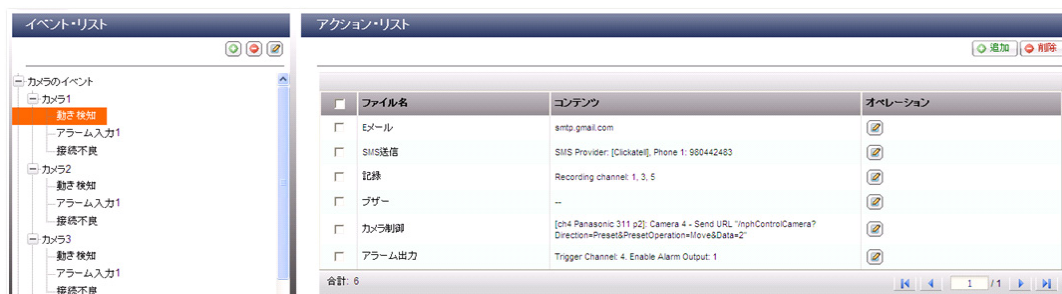 イベント・リスト
アクション・リスト
追加
削除
カメラのイベント
カメラ1
動き検知
アラーム入力1
接続不良
カメラ2
動き検知
アラーム入力1
接続不良
カメラ3
動き検知
アラーム入力1
接続不良
ファイル名 コンテンツ オペレーション
Eメール smtp.gmail.com
SMS送信 SMS Provider: [Clickatell], Phone 1: 980442483
記録 Recording channel: 1, 3, 5
ブザー --
カメラ制御 [ch4 Panasonic 311 p2]: Camera 4 - Send URL "/nphControlCamera?
Direction=Preset&PresetOperation=Move&Data=2"
アラーム出力 Trigger Channel: 4. Enable Alarm Output: 1
合計: 6
1 / 1